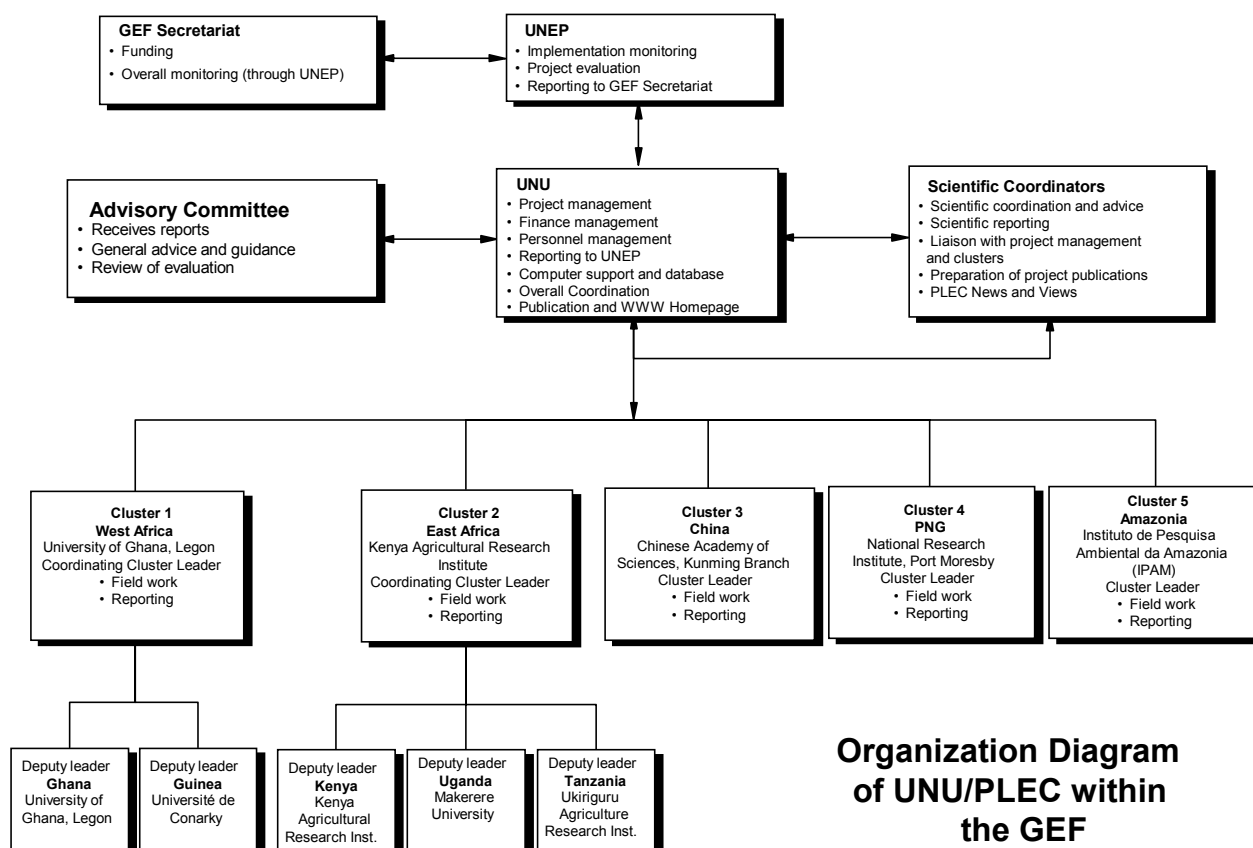 GEF Secretariat
• Funding
• Overall monitoring (through UNEP)
UNEP
• Implementation monitoring
• Project evaluation
• Reporting to GEF Secretariat
Advisory Committee
• Receives reports
• General advice and guidance
• Review of evaluation
UNU
• Project management
• Finance management
• Personnel management
• Reporting to UNEP
• Computer support and database
• Overall Coordination
• Publication and WWW Homepage
Scientific Coordinators
• Scientific coordination and advice
• Scientific reporting
• Liaison with project management
and clusters
• Preparation of project publications
• PLEC News and Views
Cluster 1
West Africa
University of Ghana, Legon
Coordinating Cluster Leader
• Field work
• Reporting
Cluster 2
East Africa
Kenya Agricultural Research
Institute
Coordinating Cluster Leader
• Field work
• Reporting
Cluster 3
China
Chinese Academy of
Sciences, Kunming Branch
Cluster Leader
• Field work
• Reporting
Cluster 4
PNG
National Research
Institute, Port Moresby
Cluster Leader
• Field work
• Reporting
Cluster 5
Amazonia
Instituto de Pesquisa
Ambiental da Amazonia
(IPAM)
Cluster Leader
• Field work
• Reporting
Deputy leader
Ghana
University of
Ghana, Legon
Deputy leader
Guinea
Université de
Conarky
Deputy leader
Kenya
Kenya
Agricultural
Research Inst.
Deputy leader
Uganda
Makerere
University
Deputy leader
Tanzania
Ukiriguru
Agriculture
Research Inst.
Organization Diagram
of UNU/PLEC within
the GEF